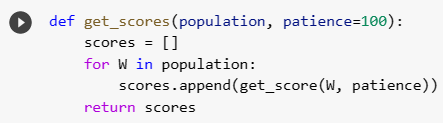 def get_scores(population, patience=100):
    scores = []
    for W in population:
        scores.append(get_score(W, patience))
    return scores